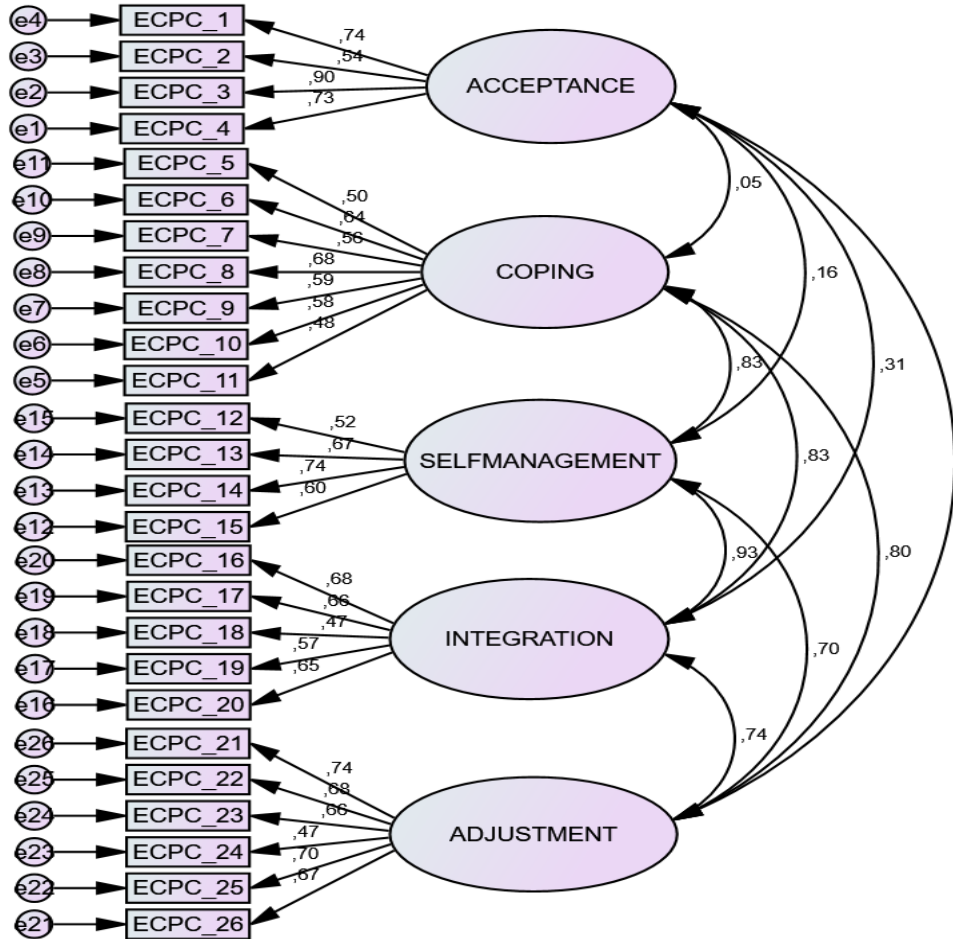 e4 ECPC_1
e3 ECPC_2
e2 ECPC_3
e1 ECPC_4
,74
,54
,90
,73
ACCEPTANCE
e11 ECPC_5
e10 ECPC_6
e9 ECPC_7
e8 ECPC_8
e7 ECPC_9
e6 ECPC_10
e5 ECPC_11
,50
,64
,56
,68
,59
,58
,48
COPING
e15 ECPC_12
e14 ECPC_13
e13 ECPC_14
e12 ECPC_15
,52
,67
,74
,60
SELFMANAGEMENT
e20 ECPC_16
e19 ECPC_17
e18 ECPC_18
e17 ECPC_19
e16 ECPC_20
,68
,66
,47
,57
,65
INTEGRATION
e26 ECPC_21
e25 ECPC_22
e24 ECPC_23
e23 ECPC_24
e22 ECPC_25
e21 ECPC_26
,74
,68
,66
,47
,70
,67
ADJUSTMENT
,05
,16
,31
,83
,83
,80
,93
,70
,74